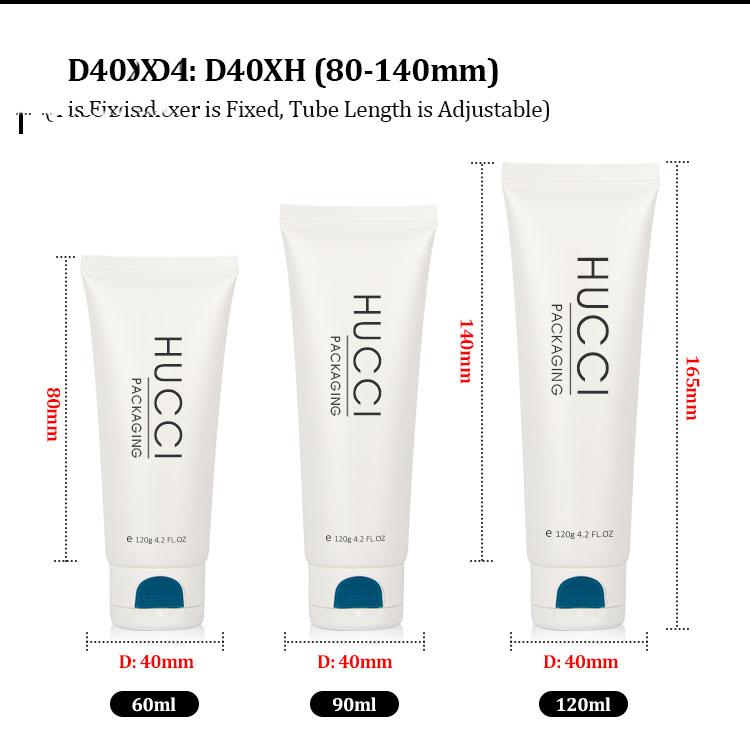 D40XH (80-140mm)
is Fixed, Tube Length is Adjustable)
80mm
140mm
165mm
HUCCI
PACKAGING
e 120g 4.2 FL.OZ
HUCCI
PACKAGING
e 120g 4.2 FL.OZ
HUCCI
PACKAGING
e 120g 4.2 FL.OZ
D: 40mm
D: 40mm
D: 40mm
60ml
90ml
120ml